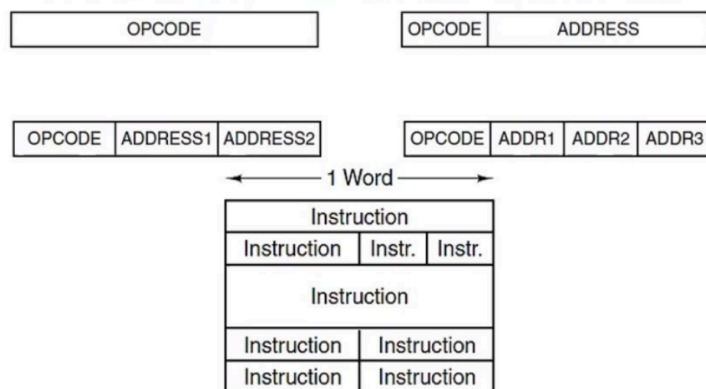 OPCODE
OPCODE ADDRESS
OPCODE ADDRESS1 ADDRESS2
OPCODE ADDR1 ADDR2 ADDR3
1 Word
Instruction
Instruction Instr. Instr.
Instruction
Instruction Instruction
Instruction Instruction